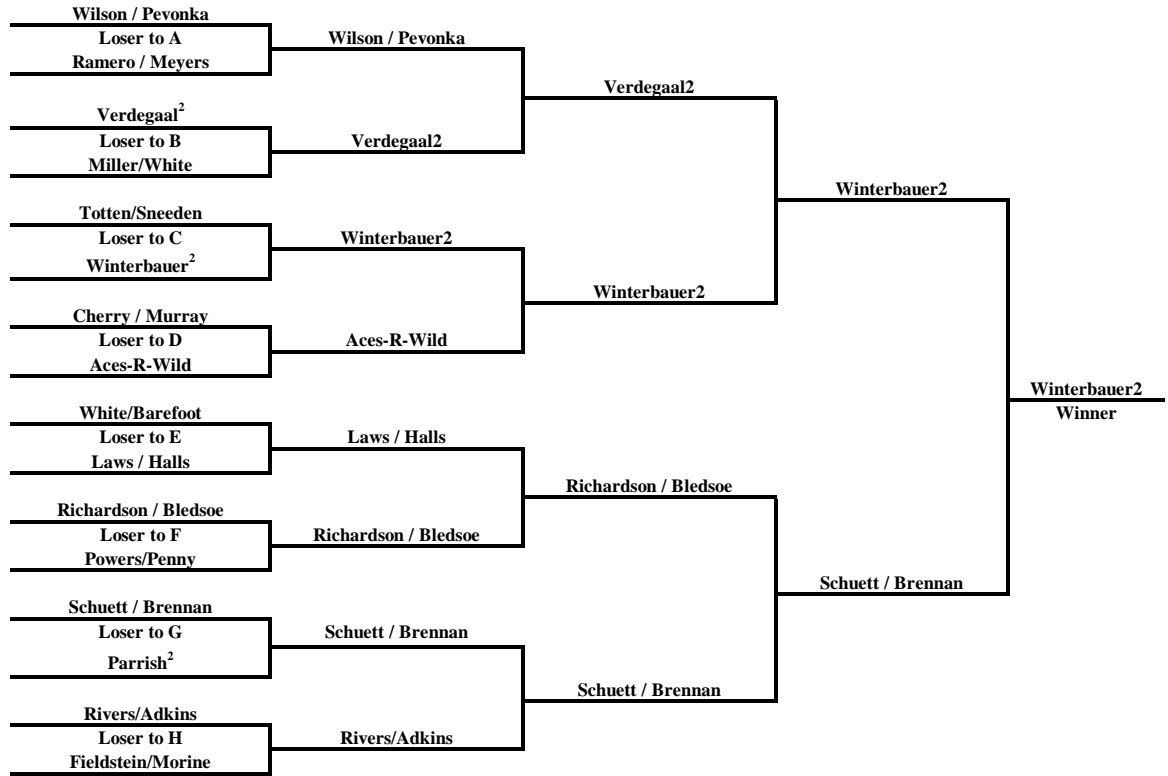 Wilson / Pevonka
Loser to A
Ramero / Meyers
Verdegaal²
Loser to B
Miller/White
Totten/Sneeden
Loser to C
Winterbauer²
Cherry / Murray
Loser to D
Aces-R-Wild
White/Barefoot
Loser to E
Laws / Halls
Richardson / Bledsoe
Loser to F
Powers/Penny
Schuett / Brennan
Loser to G
Parrish²
Rivers/Adkins
Loser to H
Fieldstein/Morine
Wilson / Pevonka
Verdegaal2
Winterbauer2
Aces-R-Wild
Laws / Halls
Richardson / Bledsoe
Schuett / Brennan
Rivers/Adkins
Verdegaal2
Winterbauer2
Richardson / Bledsoe
Schuett / Brennan
Winterbauer2
Schuett / Brennan
Winterbauer2
Winner